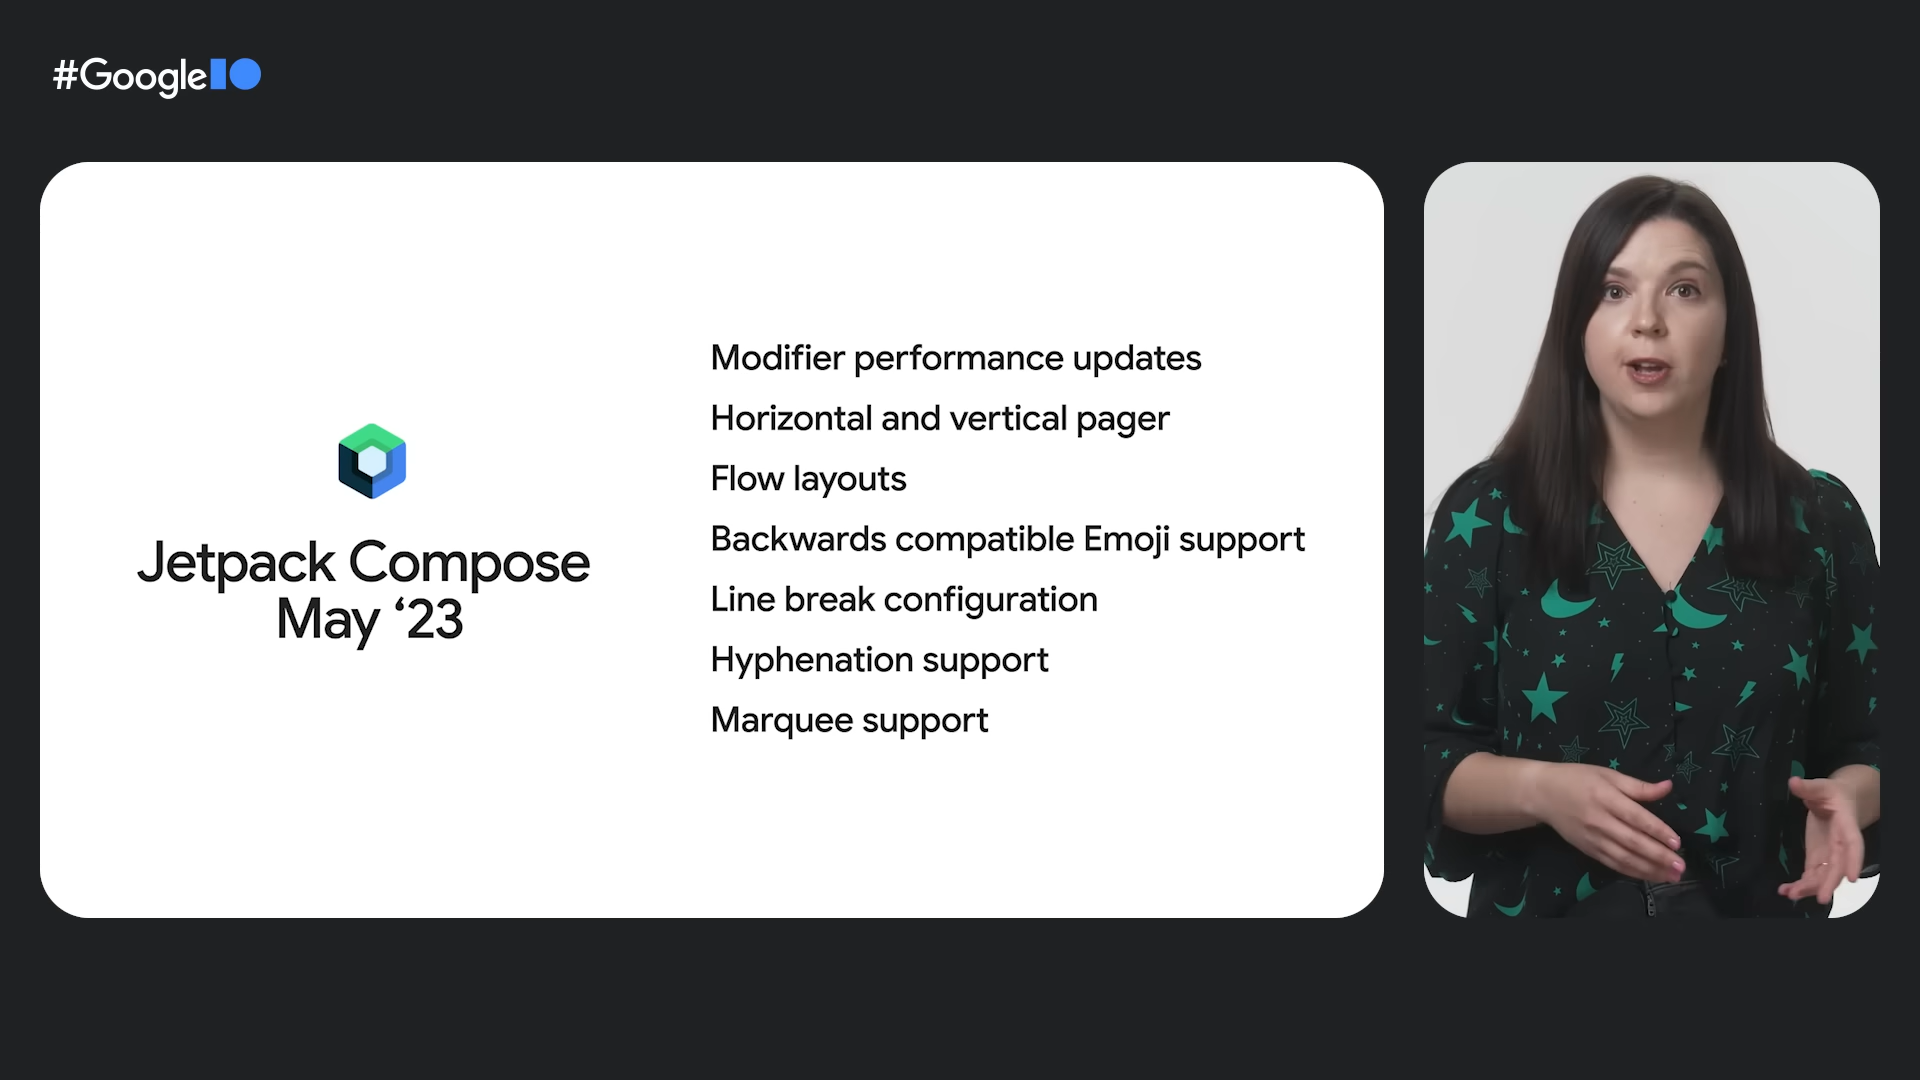 #GoogleIO
Jetpack Compose
May ‘23
Modifier performance updates
Horizontal and vertical pager
Flow layouts
Backwards compatible Emoji support
Line break configuration
Hyphenation support
Marquee support